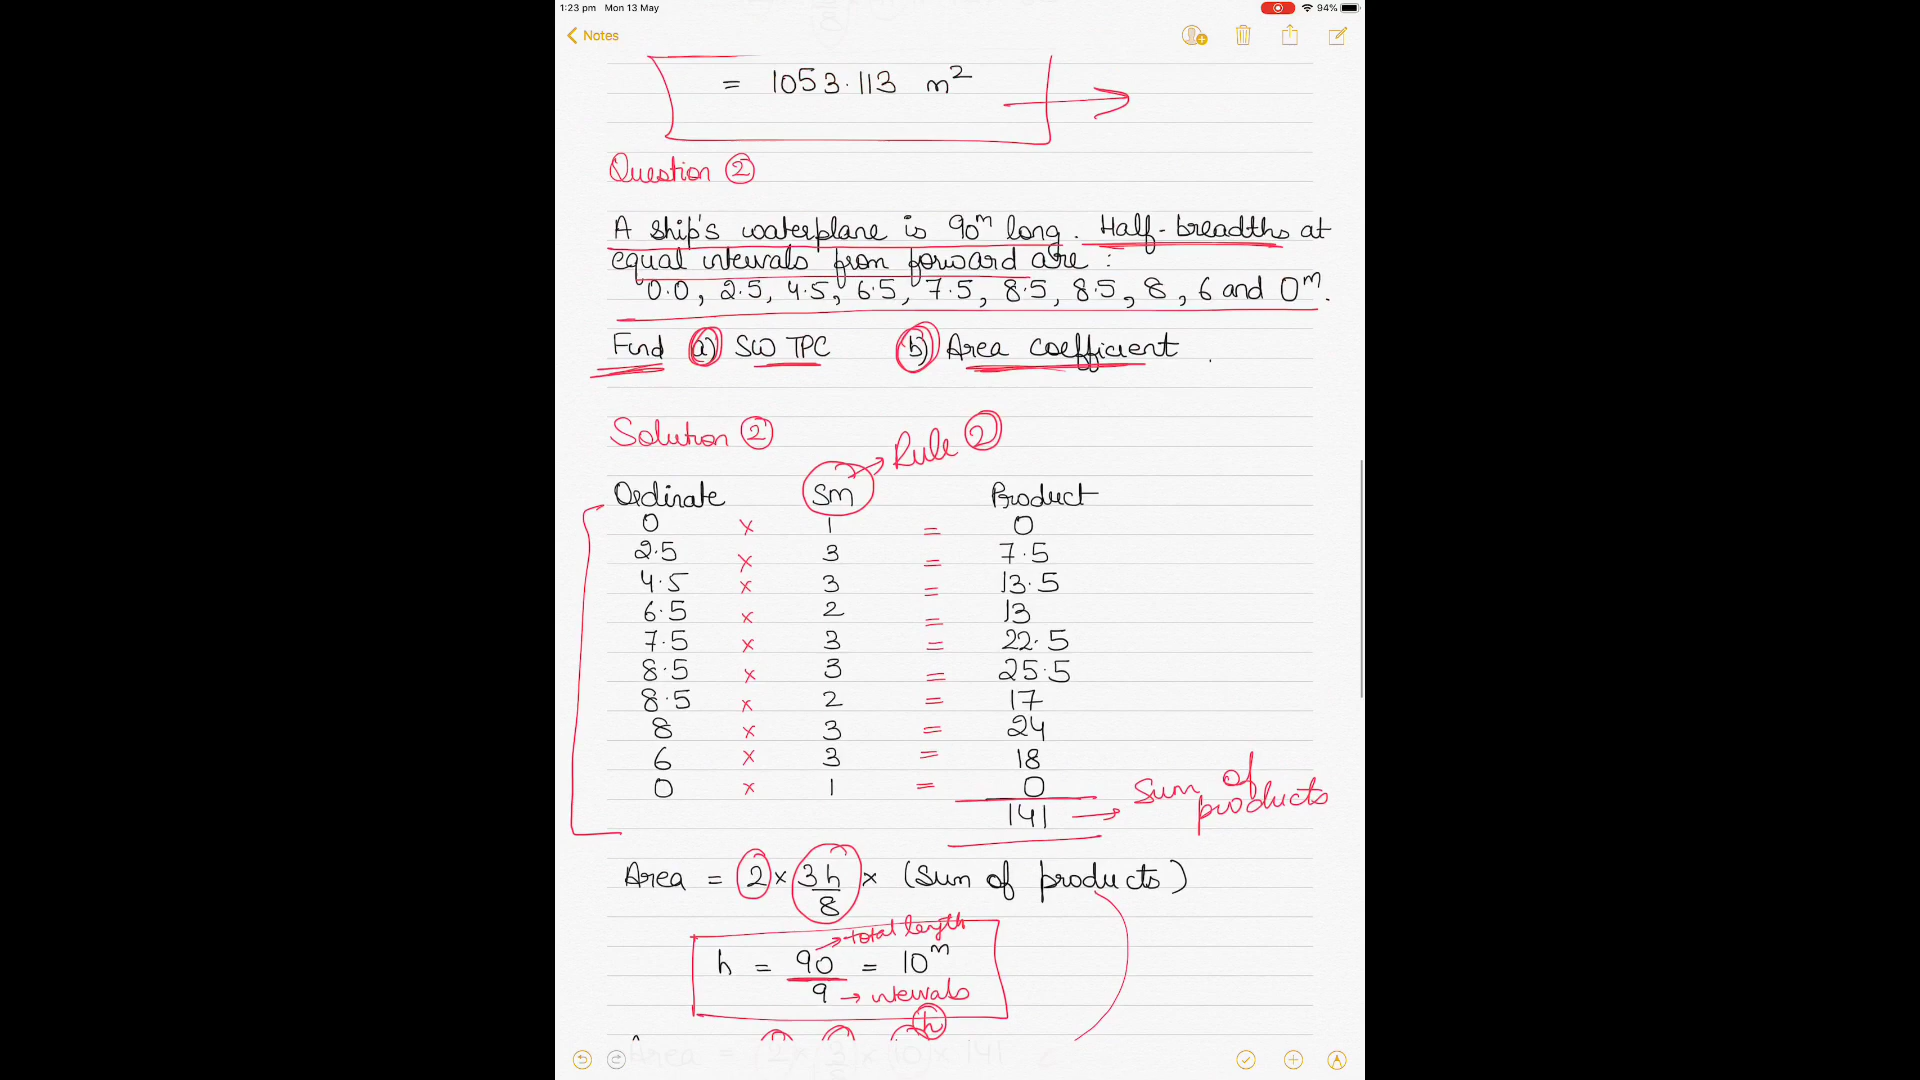 1:23 pm Mon 13 May 94%
Notes
= 1053.113 m²
Question ②
A ship's waterplane is 90ᵐ long. Half-breadths at
equal intervals from forward are :
0.0, 2.5, 4.5, 6.5, 7.5, 8.5, 8.5, 8, 6 and 0ᵐ.
Find a) SW TPC b) Area coefficient.
Solution ②
Rule ②
Ordinate SM Product
0 × 1 = 0
2.5 × 3 = 7.5
4.5 × 3 = 13.5
6.5 × 2 = 13
7.5 × 3 = 22.5
8.5 × 3 = 25.5
8.5 × 2 = 17
8 × 3 = 24
6 × 3 = 18
0 × 1 = 0
141 → Sum of products
Area = 2 × 3h/8 × (Sum of products)
→ total length
h = 90/9 = 10ᵐ
→ intervals
h
Area = 2 × 3 × 10 × 141